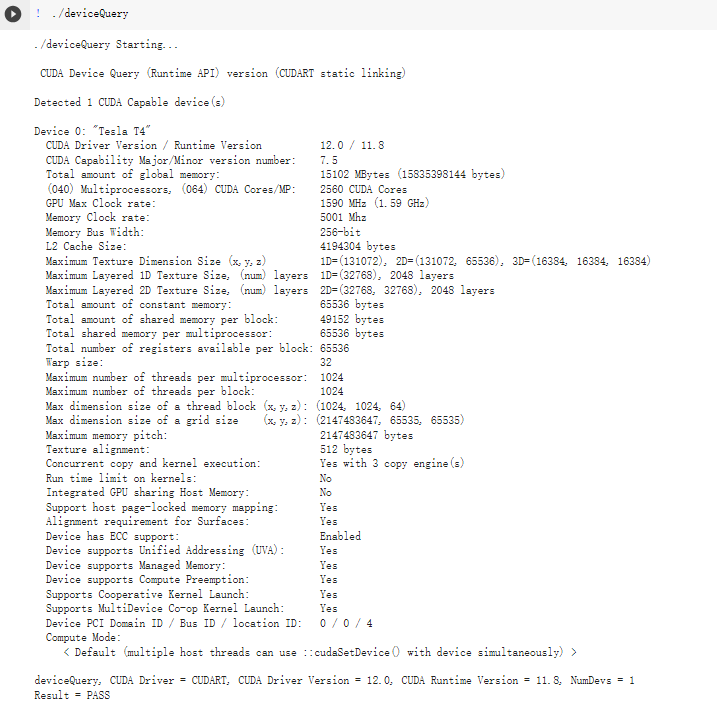 ! ./deviceQuery
./deviceQuery Starting...
CUDA Device Query (Runtime API) version (CUDART static linking)
Detected 1 CUDA Capable device(s)
Device 0: "Tesla T4"
CUDA Driver Version / Runtime Version 12.0 / 11.8
CUDA Capability Major/Minor version number: 7.5
Total amount of global memory: 15102 MBytes (15835398144 bytes)
(040) Multiprocessors, (064) CUDA Cores/MP: 2560 CUDA Cores
GPU Max Clock rate: 1590 MHz (1.59 GHz)
Memory Clock rate: 5001 Mhz
Memory Bus Width: 256-bit
L2 Cache Size: 4194304 bytes
Maximum Texture Dimension Size (x,y,z) 1D=(131072), 2D=(131072, 65536), 3D=(16384, 16384, 16384)
Maximum Layered 1D Texture Size, (num) layers 1D=(32768), 2048 layers
Maximum Layered 2D Texture Size, (num) layers 2D=(32768, 32768), 2048 layers
Total amount of constant memory: 65536 bytes
Total amount of shared memory per block: 49152 bytes
Total shared memory per multiprocessor: 65536 bytes
Total number of registers available per block: 65536
Warp size: 32
Maximum number of threads per multiprocessor: 1024
Maximum number of threads per block: 1024
Max dimension size of a thread block (x,y,z): (1024, 1024, 64)
Max dimension size of a grid size (x,y,z): (2147483647, 65535, 65535)
Maximum memory pitch: 2147483647 bytes
Texture alignment: 512 bytes
Concurrent copy and kernel execution: Yes with 3 copy engine(s)
Run time limit on kernels: No
Integrated GPU sharing Host Memory: No
Support host page-locked memory mapping: Yes
Alignment requirement for Surfaces: Yes
Device has ECC support: Enabled
Device supports Unified Addressing (UVA): Yes
Device supports Managed Memory: Yes
Device supports Compute Preemption: Yes
Supports Cooperative Kernel Launch: Yes
Supports MultiDevice Co-op Kernel Launch: Yes
Device PCI Domain ID / Bus ID / location ID: 0 / 0 / 4
Compute Mode:
< Default (multiple host threads can use ::cudaSetDevice() with device simultaneously) >
deviceQuery, CUDA Driver = CUDART, CUDA Driver Version = 12.0, CUDA Runtime Version = 11.8, NumDevs = 1
Result = PASS